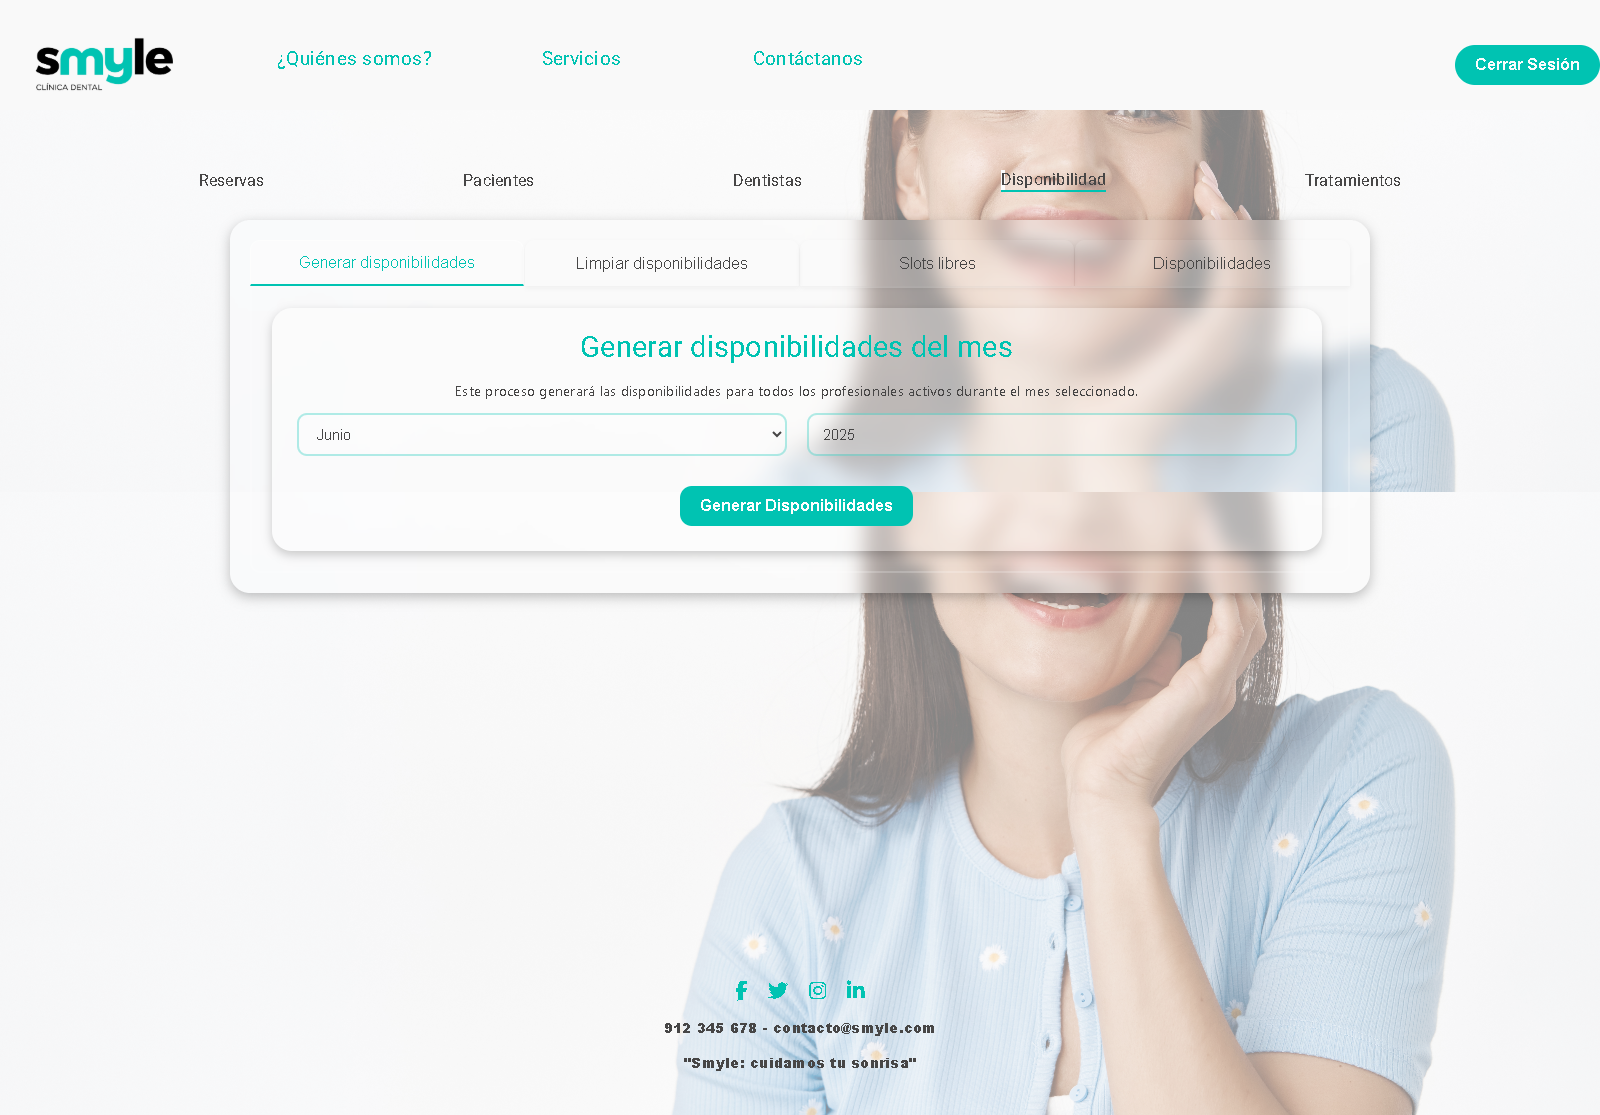 smyle
CLÍNICA DENTAL
¿Quiénes somos?
Servicios
Contáctanos
Cerrar Sesión
Reservas
Pacientes
Dentistas
Disponibilidad
Tratamientos
Generar disponibilidades
Limpiar disponibilidades
Slots libres
Disponibilidades
Generar disponibilidades del mes
Este proceso generará las disponibilidades para todos los profesionales activos durante el mes seleccionado.
Junio
2025
Generar Disponibilidades
912 345 678 - contacto@smyle.com
"Smyle: cuidamos tu sonrisa"